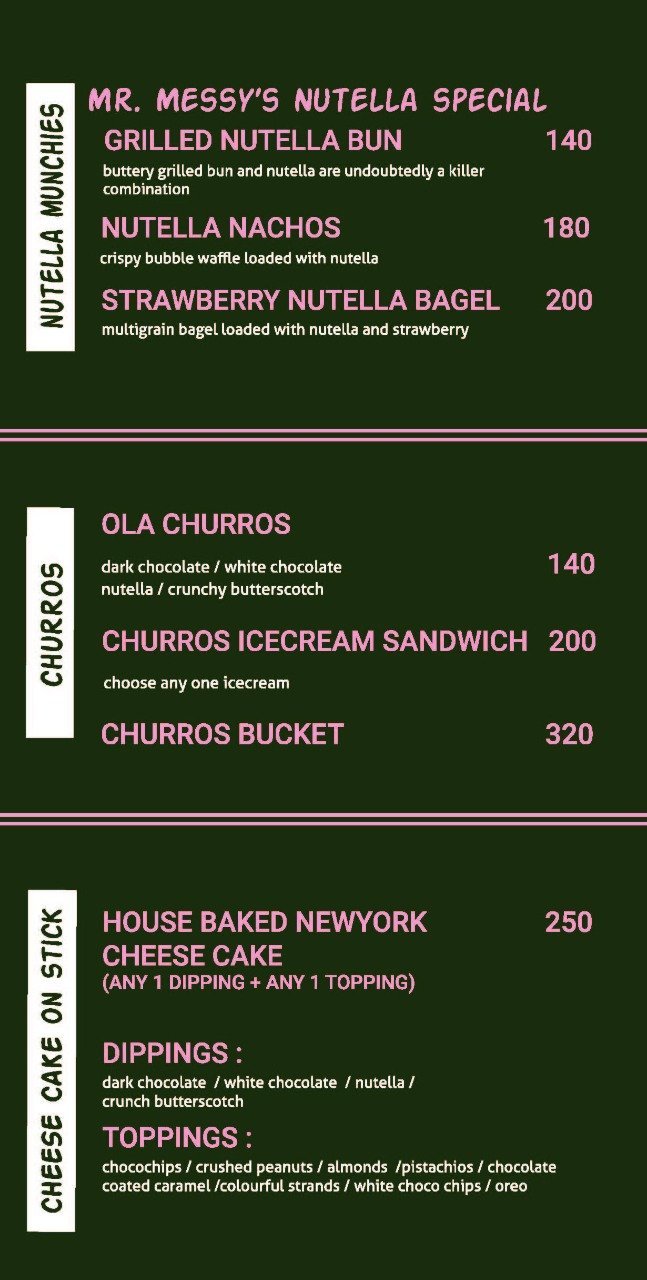 NUTELLA MUNCHIES
MR. MESSY'S NUTELLA SPECIAL
GRILLED NUTELLA BUN 140
buttery grilled bun and nutella are undoubtedly a killer
combination
NUTELLA NACHOS 180
crispy bubble waffle loaded with nutella
STRAWBERRY NUTELLA BAGEL 200
multigrain bagel loaded with nutella and strawberry
CHURROS
OLA CHURROS
dark chocolate / white chocolate 140
nutella / crunchy butterscotch
CHURROS ICECREAM SANDWICH 200
choose any one icecream
CHURROS BUCKET 320
CHEESE CAKE ON STICK
HOUSE BAKED NEWYORK 250
CHEESE CAKE
(ANY 1 DIPPING + ANY 1 TOPPING)
DIPPINGS :
dark chocolate / white chocolate / nutella /
crunch butterscotch
TOPPINGS :
chocochips / crushed peanuts / almonds /pistachios / chocolate
coated caramel /colourful strands / white choco chips / oreo